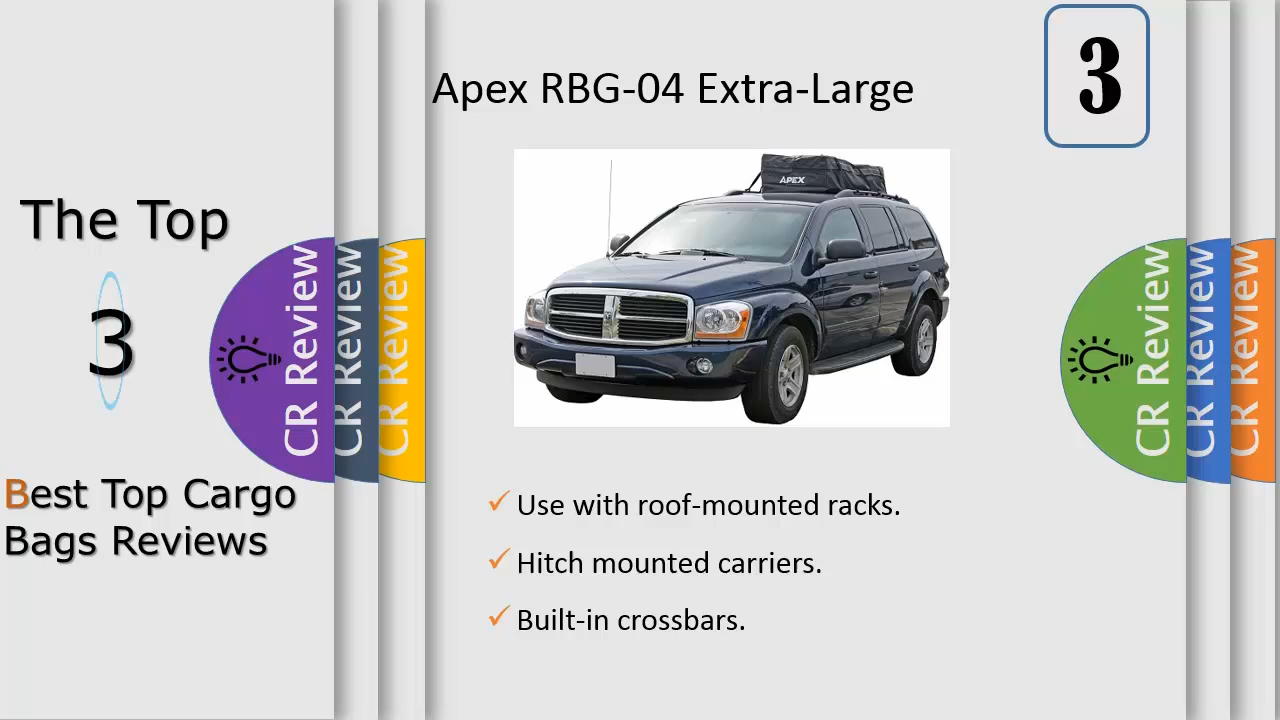 3
Apex RBG-04 Extra-Large
APEX
The Top
3
CR Review
CR Review
CR Review
CR Review
CR Review
CR Review
Best Top Cargo
Bags Reviews
✓ Use with roof-mounted racks.
✓ Hitch mounted carriers.
✓ Built-in crossbars.